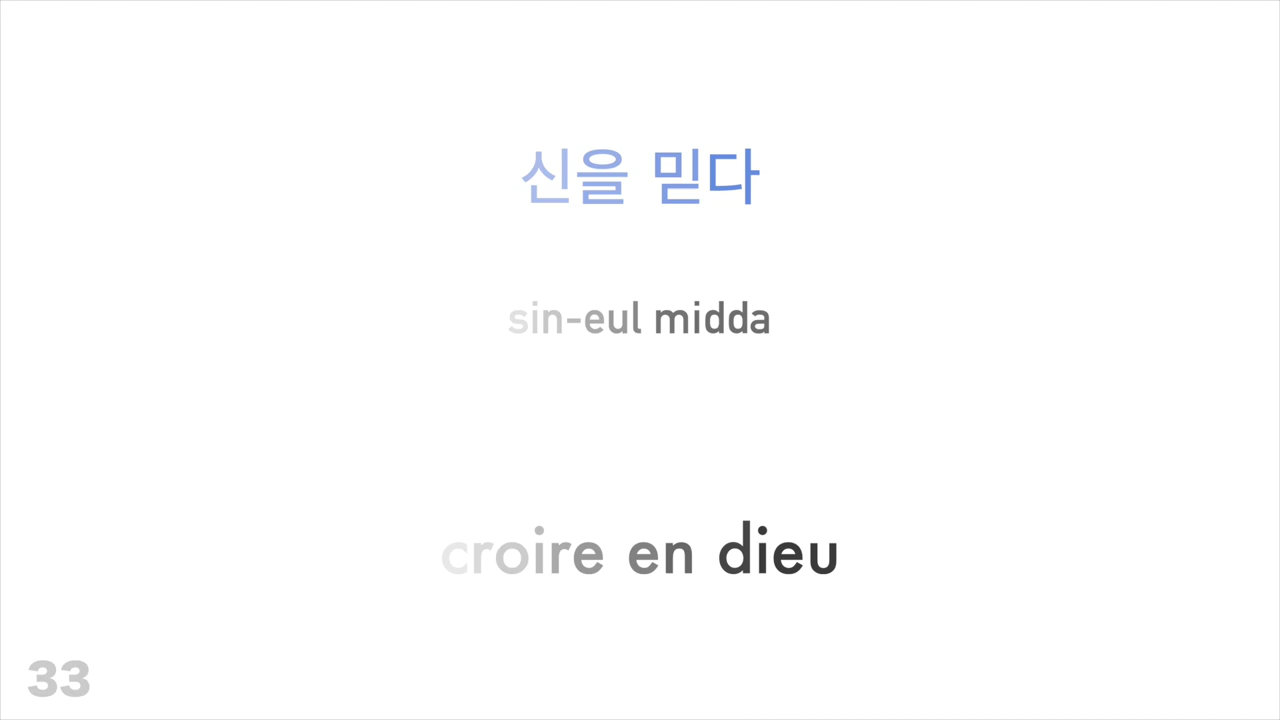 신을 믿다
sin-eul midda
croire en dieu
33